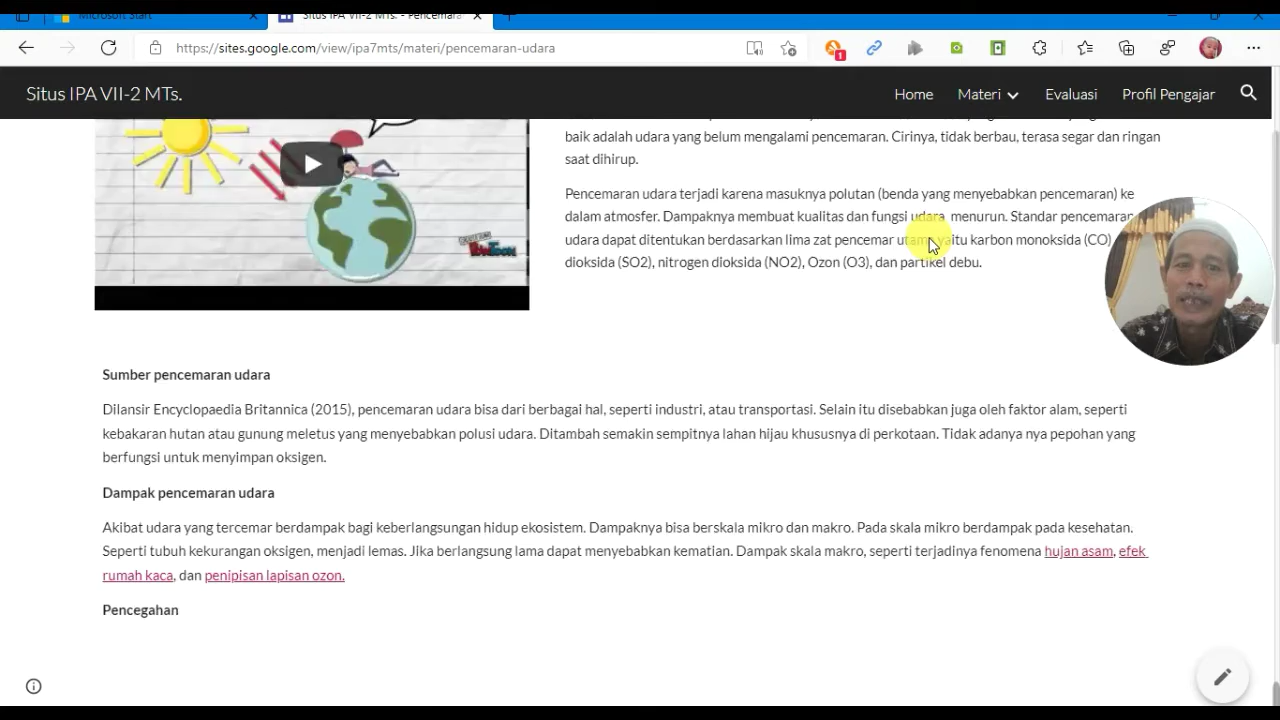 Microsoft Start
Situs IPA VII-2 MTs. - Pencemara
https://sites.google.com/view/ipa7mts/materi/pencemaran-udara
1
Situs IPA VII-2 MTs.
Home
Materi
Evaluasi
Profil Pengajar
baik adalah udara yang belum mengalami pencemaran. Cirinya, tidak berbau, terasa segar dan ringan
saat dihirup.
Pencemaran udara terjadi karena masuknya polutan (benda yang menyebabkan pencemaran) ke
dalam atmosfer. Dampaknya membuat kualitas dan fungsi udara menurun. Standar pencemaran
udara dapat ditentukan berdasarkan lima zat pencemar utama yaitu karbon monoksida (CO)
dioksida (SO2), nitrogen dioksida (NO2), Ozon (O3), dan partikel debu.
Sumber pencemaran udara
Dilansir Encyclopaedia Britannica (2015), pencemaran udara bisa dari berbagai hal, seperti industri, atau transportasi. Selain itu disebabkan juga oleh faktor alam, seperti
kebakaran hutan atau gunung meletus yang menyebabkan polusi udara. Ditambah semakin sempitnya lahan hijau khususnya di perkotaan. Tidak adanya nya pepohan yang
berfungsi untuk menyimpan oksigen.
Dampak pencemaran udara
Akibat udara yang tercemar berdampak bagi keberlangsungan hidup ekosistem. Dampaknya bisa berskala mikro dan makro. Pada skala mikro berdampak pada kesehatan.
Seperti tubuh kekurangan oksigen, menjadi lemas. Jika berlangsung lama dapat menyebabkan kematian. Dampak skala makro, seperti terjadinya fenomena hujan asam, efek
rumah kaca, dan penipisan lapisan ozon.
Pencegahan